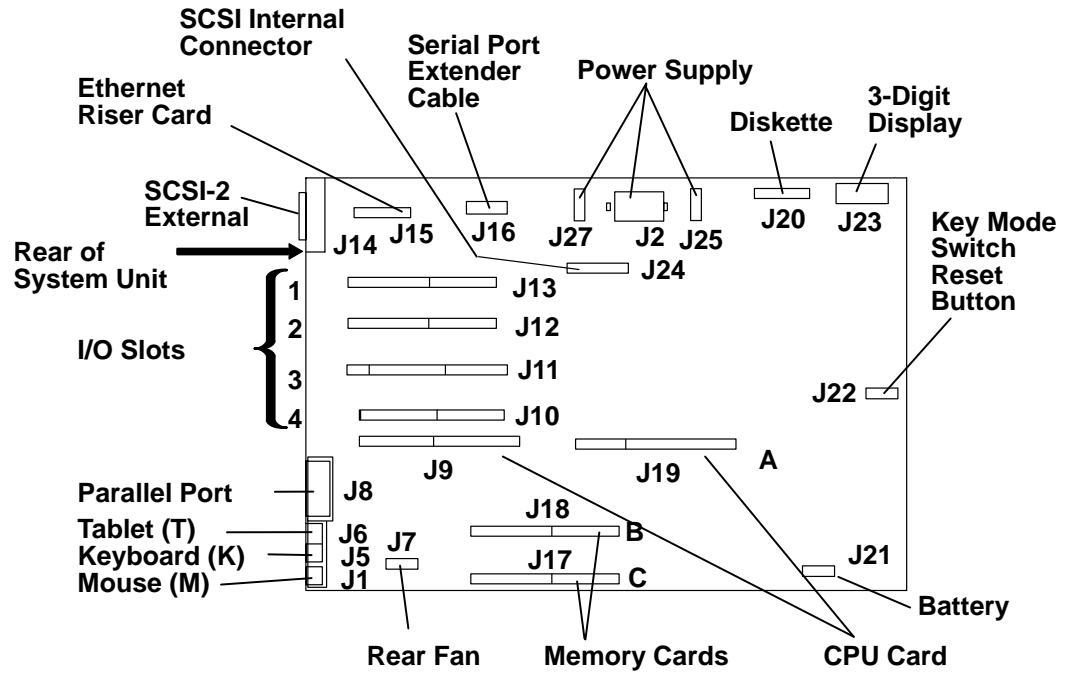 SCSI Internal
Connector
Serial Port
Extender
Cable
Power Supply
Ethernet
Riser Card
3-Digit
Display
Diskette
SCSI-2
External
J14
J15
J16
J27
J2
J25
J20
J23
Key Mode
Switch
Reset
Button
Rear of
System Unit
J24
1
J13
2
J12
I/O Slots
3
J11
J22
4
J10
J9
J19
A
Parallel Port
J8
Tablet (T)
J6
J18
B
Keyboard (K)
J5
J7
J17
J21
Mouse (M)
J1
C
Battery
Rear Fan
Memory Cards
CPU Card